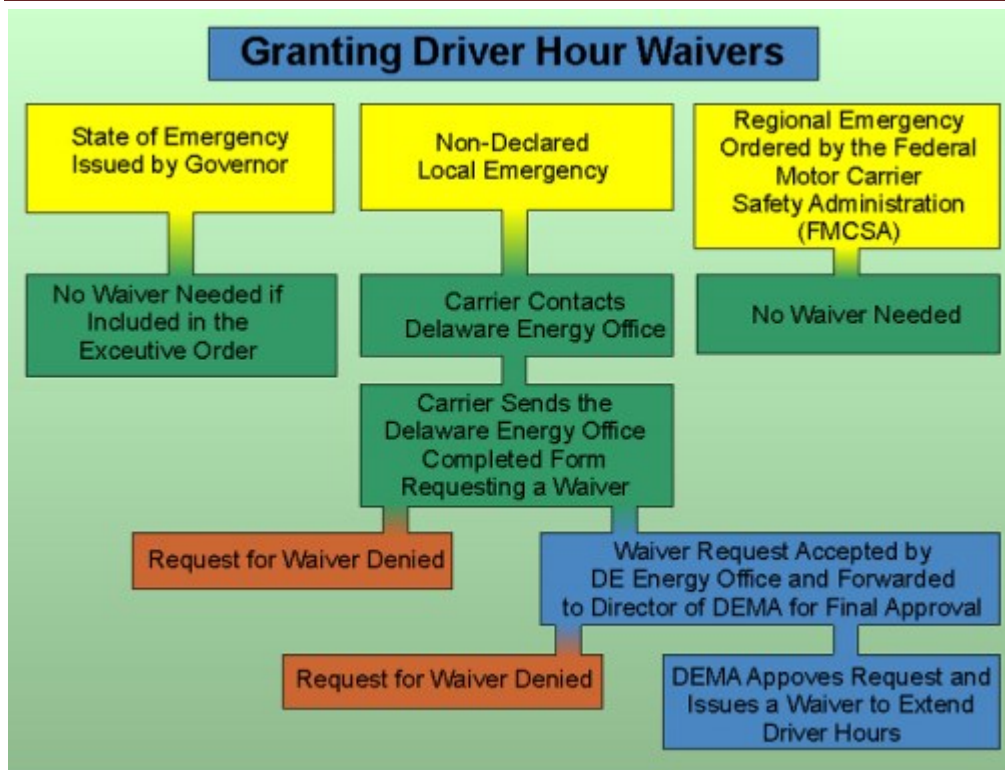 Granting Driver Hour Waivers
State of Emergency
Issued by Governor
Non-Declared
Local Emergency
Regional Emergency
Ordered by the Federal
Motor Carrier
Safety Administration
(FMCSA)
No Waiver Needed if
Included in the
Exceutive Order
Carrier Contacts
Delaware Energy Office
No Waiver Needed
Carrier Sends the
Delaware Energy Office
Completed Form
Requesting a Waiver
Request for Waiver Denied
Waiver Request Accepted by
DE Energy Office and Forwarded
to Director of DEMA for Final Approval
Request for Waiver Denied
DEMA Appoves Request and
Issues a Waiver to Extend
Driver Hours